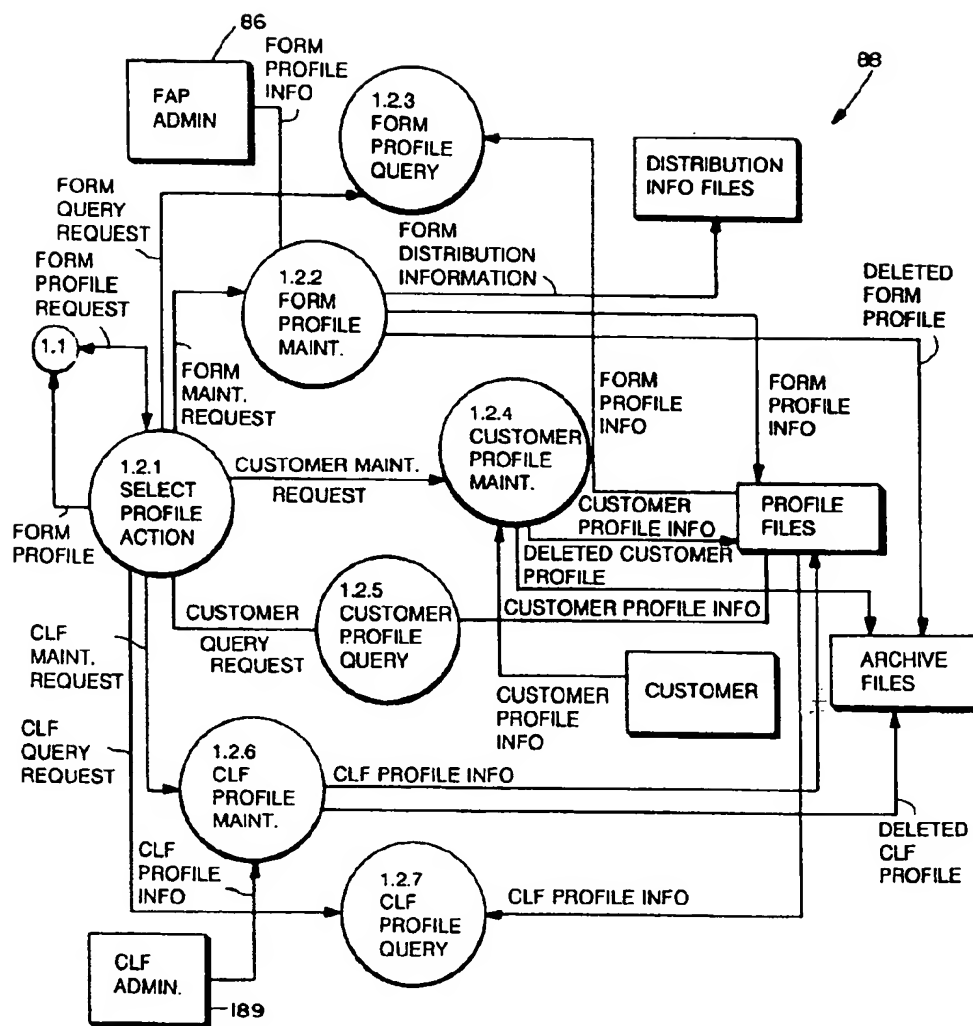 86
FORM
PROFILE
INFO
88
FAP
ADMIN
1.2.3
FORM
PROFILE
QUERY
DISTRIBUTION
INFO FILES
FORM
QUERY
REQUEST
FORM
DISTRIBUTION
INFORMATION
FORM
PROFILE
REQUEST
1.2.2
FORM
PROFILE
MAINT.
DELETED
FORM
PROFILE
1.1
FORM
MAINT.
REQUEST
FORM
PROFILE
INFO
FORM
PROFILE
INFO
1.2.4
CUSTOMER
PROFILE
MAINT.
1.2.1
SELECT
PROFILE
ACTION
CUSTOMER MAINT.
REQUEST
PROFILE
FILES
CUSTOMER
PROFILE INFO
FORM
PROFILE
DELETED CUSTOMER
PROFILE
1.2.5
CUSTOMER
PROFILE
QUERY
CUSTOMER
QUERY
REQUEST
CUSTOMER PROFILE INFO
CLF
MAINT.
REQUEST
ARCHIVE
FILES
CUSTOMER
CUSTOMER
PROFILE
INFO
CLF
QUERY
REQUEST
1.2.6
CLF
PROFILE
MAINT.
CLF PROFILE INFO
DELETED
CLF
PROFILE
CLF
PROFILE
INFO
1.2.7
CLF
PROFILE
QUERY
CLF PROFILE INFO
CLF
ADMIN.
189